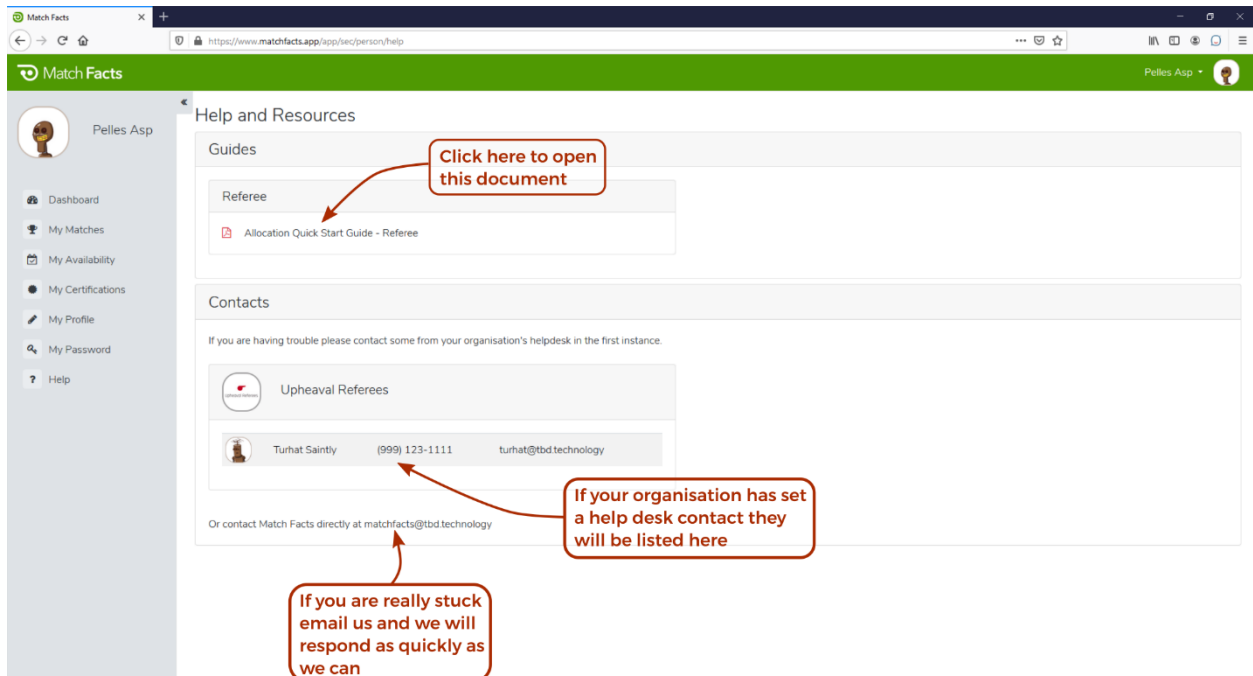 Match Facts
https://www.matchfacts.app/app/sec/person/help
Match Facts
Pelles Asp
Pelles Asp
Dashboard
My Matches
My Availability
My Certifications
My Profile
My Password
? Help
Help and Resources
Guides
Click here to open
this document
Referee
Allocation Quick Start Guide - Referee
Contacts
If you are having trouble please contact some from your organisation's helpdesk in the first instance.
Upheaval Referees
Upheaval Referees
Turhat Saintly (999) 123-1111 turhat@tbd.technology
If your organisation has set
a help desk contact they
will be listed here
Or contact Match Facts directly at matchfacts@tbd.technology
If you are really stuck
email us and we will
respond as quickly as
we can